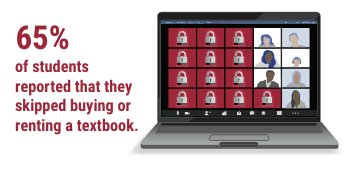 65%
of students
reported that they
skipped buying or
renting a textbook.